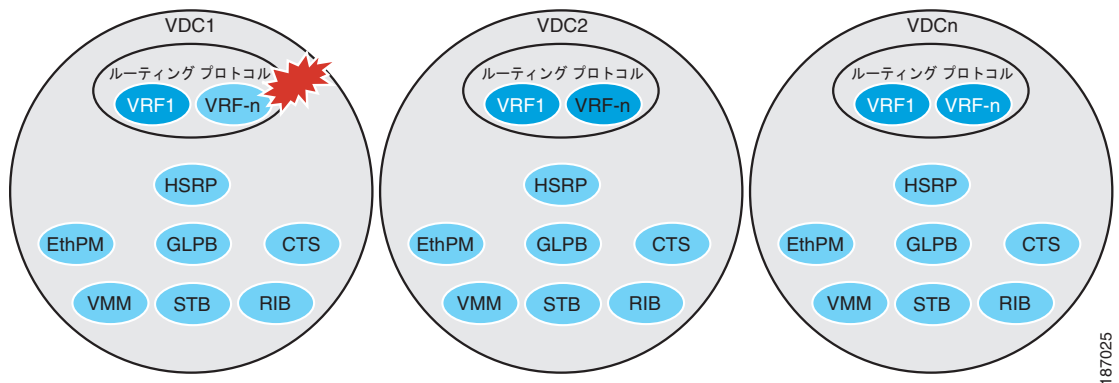 VDC1
ルーティング プロトコル
VRF1 VRF-n
HSRP
EthPM GLPB CTS
VMM STB RIB
VDC2
ルーティング プロトコル
VRF1 VRF-n
HSRP
EthPM GLPB CTS
VMM STB RIB
VDCn
ルーティング プロトコル
VRF1 VRF-n
HSRP
EthPM GLPB CTS
VMM STB RIB
187025